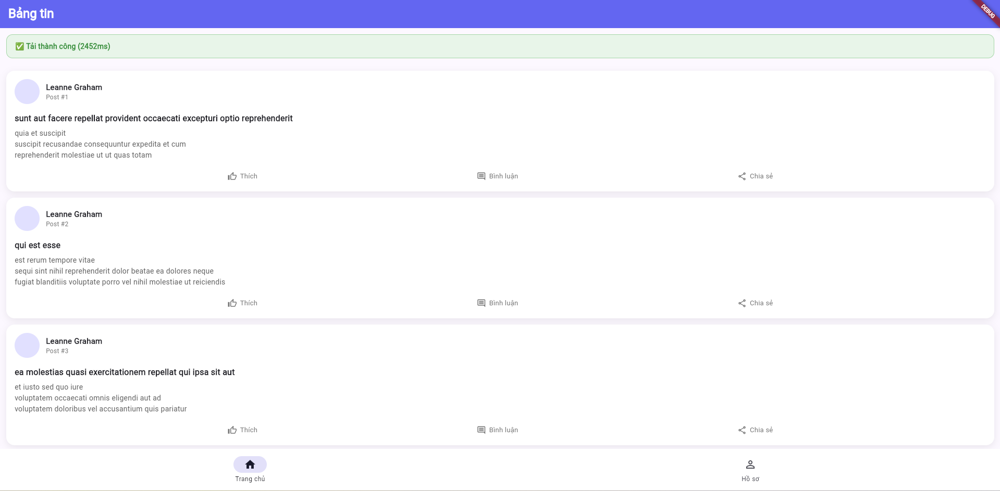 Bảng tin
DEBUG
✅ Tải thành công (2452ms)
Leanne Graham
Post #1
sunt aut facere repellat provident occaecati excepturi optio reprehenderit
quia et suscipit
suscipit recusandae consequuntur expedita et cum
reprehenderit molestiae ut ut quas totam
Thích
Bình luận
Chia sẻ
Leanne Graham
Post #2
qui est esse
est rerum tempore vitae
sequi sint nihil reprehenderit dolor beatae ea dolores neque
fugiat blanditiis voluptate porro vel nihil molestiae ut reiciendis
Thích
Bình luận
Chia sẻ
Leanne Graham
Post #3
ea molestias quasi exercitationem repellat qui ipsa sit aut
et iusto sed quo iure
voluptatem occaecati omnis eligendi aut ad
voluptatem doloribus vel accusantium quis pariatur
Thích
Bình luận
Chia sẻ
Trang chủ
Hồ sơ